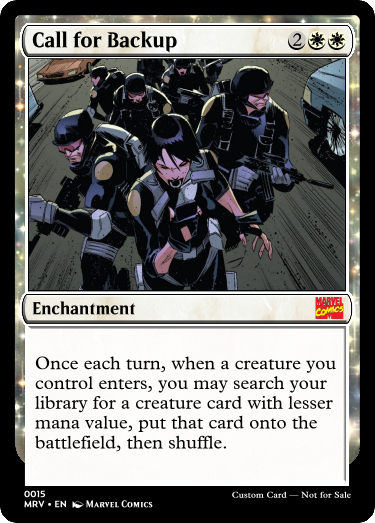 Call for Backup 2
Enchantment MARVEL COMICS
Once each turn, when a creature you
control enters, you may search your
library for a creature card with lesser
mana value, put that card onto the
battlefield, then shuffle.
0015 Custom Card — Not for Sale
MRV • EN Marvel Comics